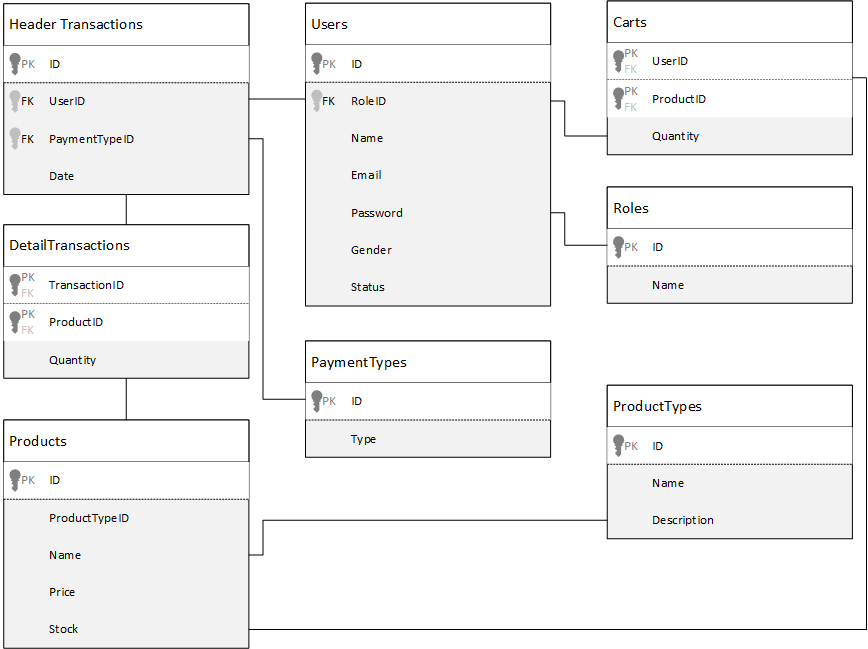 Header Transactions
PK ID
FK UserID
FK PaymentTypeID
Date
DetailTransactions
PK
FK
TransactionID
PK
FK
ProductID
Quantity
Products
PK ID
ProductTypeID
Name
Price
Stock
Users
PK ID
FK RoleID
Name
Email
Password
Gender
Status
PaymentTypes
PK ID
Type
Carts
PK
FK
UserID
PK
FK
ProductID
Quantity
Roles
PK ID
Name
ProductTypes
PK ID
Name
Description